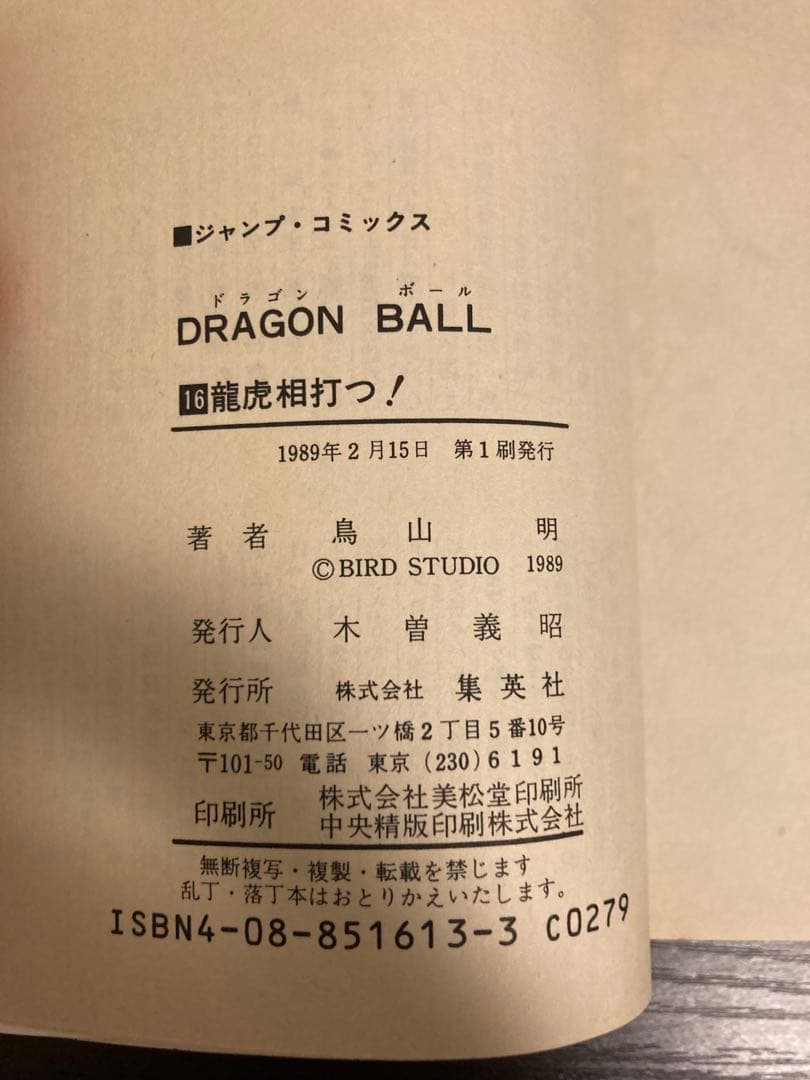 ■ジャンプ・コミックス
ドラゴン ボール
DRAGON BALL
16龍虎相打つ!
1989年2月15日 第1刷発行
著者 鳥山 明
©BIRD STUDIO 1989
発行人 木曽義昭
発行所 株式会社 集英社
東京都千代田区一ツ橋2丁目5番10号
〒101-50 電話 東京 (230) 6191
印刷所 株式会社美松堂印刷所
中央精版印刷株式会社
無断複写・複製・転載を禁じます
乱丁・落丁本はおとりかえいたします。
ISBN4-08-851613-3 C0279